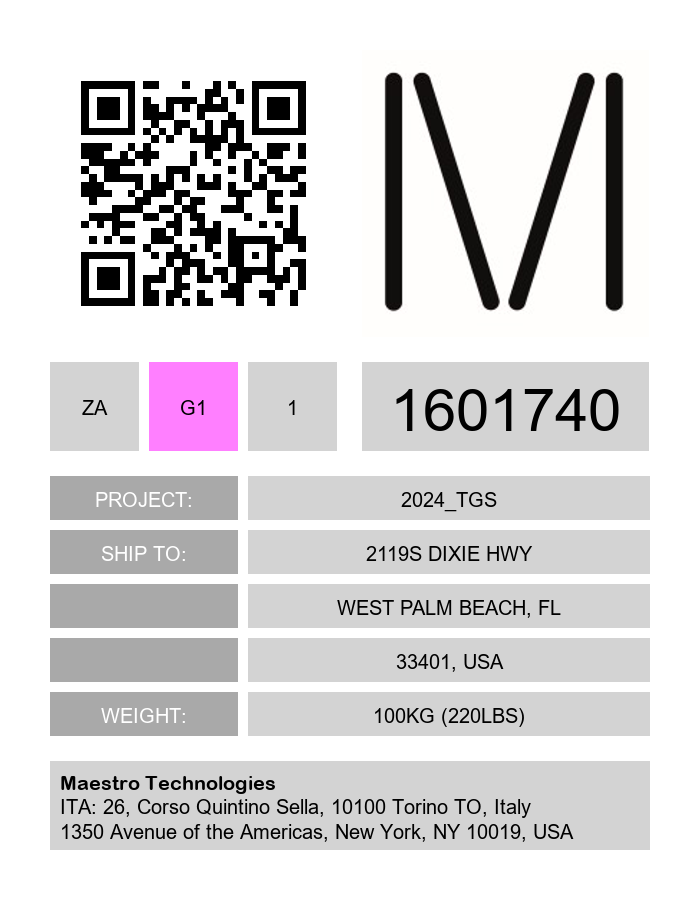 M
ZA G1 1 1601740
PROJECT: 2024_TGS
SHIP TO: 2119S DIXIE HWY
WEST PALM BEACH, FL
33401, USA
WEIGHT: 100KG (220LBS)
Maestro Technologies
ITA: 26, Corso Quintino Sella, 10100 Torino TO, Italy
1350 Avenue of the Americas, New York, NY 10019, USA